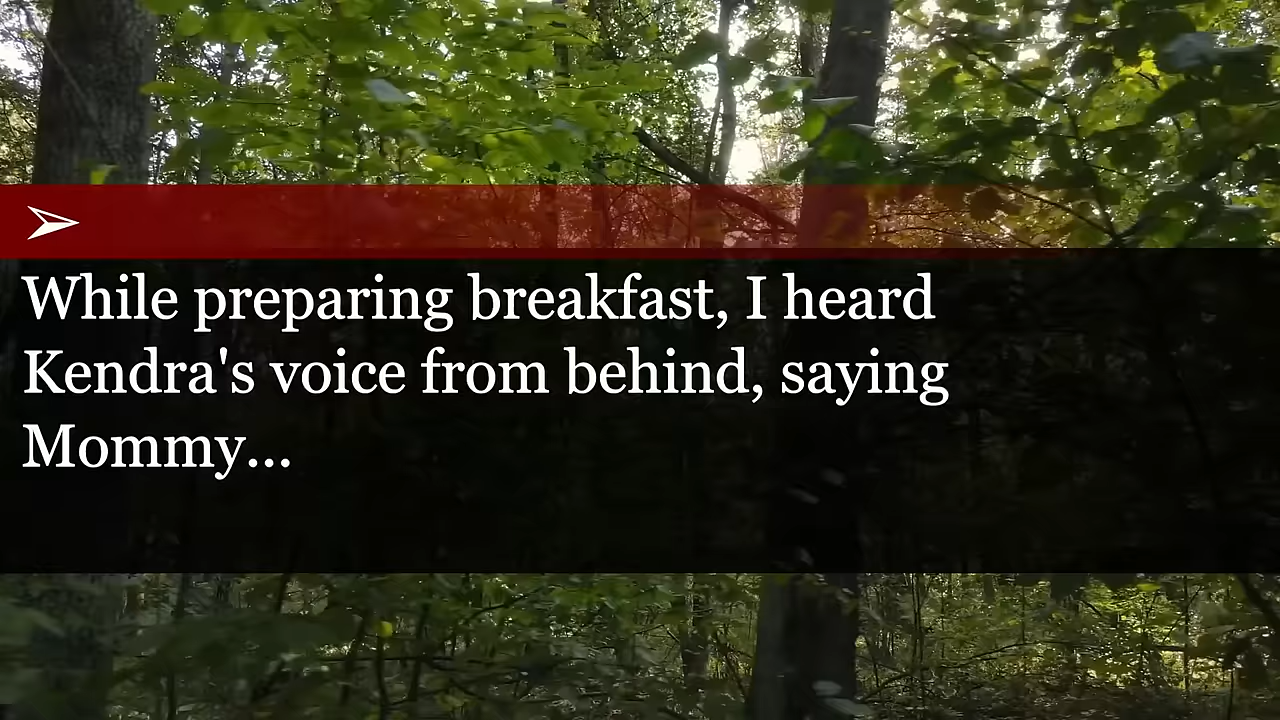 While preparing breakfast, I heard
Kendra's voice from behind, saying
Mommy...